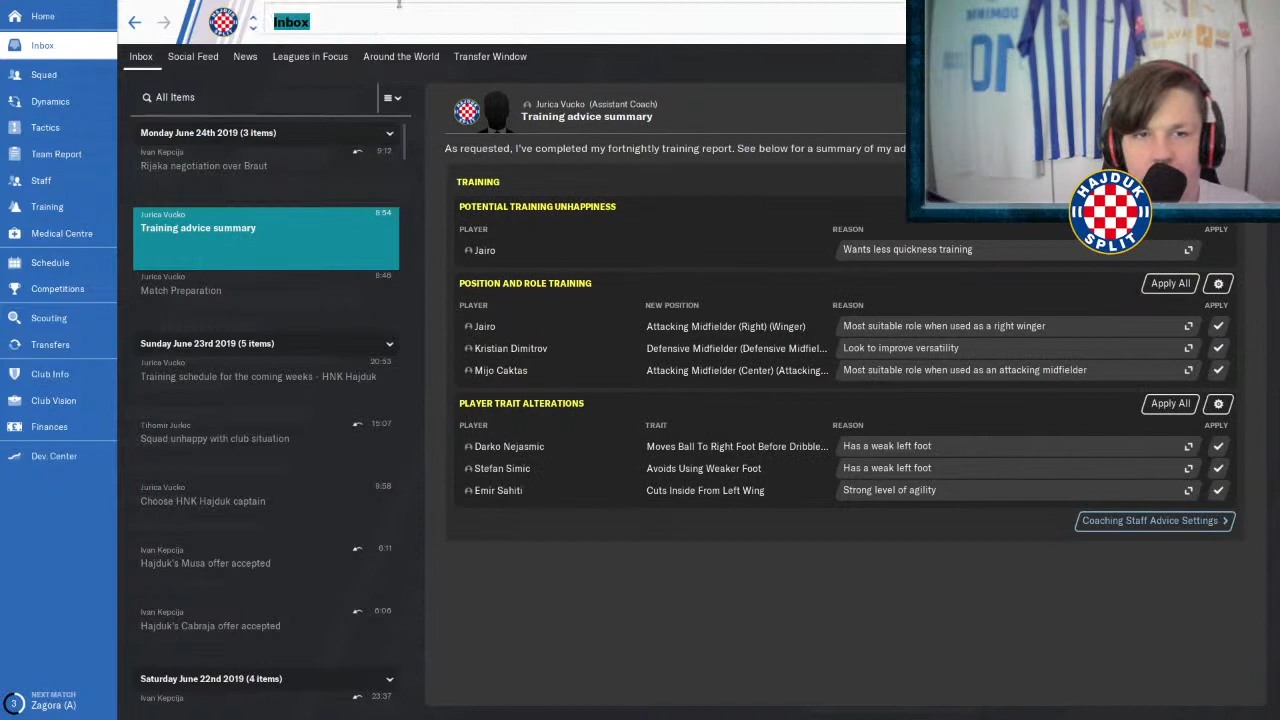 Home
Inbox
Inbox
Squad
Dynamics
Tactics
Team Report
Staff
Training
Medical Centre
Schedule
Competitions
Scouting
Transfers
Club Info
Club Vision
Finances
Dev. Center
3
NEXT MATCH
Zagora (A)
Inbox
Social Feed
News
Leagues in Focus
Around the World
Transfer Window
All Items
Monday June 24th 2019 (3 items)
Ivan Kepcija 9:12
Rijeka negotiation over Braut
Jurica Vucko 8:54
Training advice summary
Jurica Vucko 8:46
Match Preparation
Sunday June 23rd 2019 (5 items)
Jurica Vucko 20:53
Training schedule for the coming weeks - HNK Hajduk
Tihomir Jurkic 15:07
Squad unhappy with club situation
Jurica Vucko 9:58
Choose HNK Hajduk captain
Ivan Kepcija 6:11
Hajduk's Musa offer accepted
Ivan Kepcija 6:06
Hajduk's Cabraja offer accepted
Saturday June 22nd 2019 (4 items)
Ivan Kepcija 23:37
Jurica Vucko (Assistant Coach)
Training advice summary
As requested, I've completed my fortnightly training report. See below for a summary of my ad
TRAINING
POTENTIAL TRAINING UNHAPPINESS
PLAYER REASON APPLY
Jairo Wants less quickness training
POSITION AND ROLE TRAINING Apply All
PLAYER NEW POSITION REASON APPLY
Jairo Attacking Midfielder (Right) (Winger) Most suitable role when used as a right winger
Kristian Dimitrov Defensive Midfielder (Defensive Midfiel... Look to improve versatility
Mijo Caktas Attacking Midfielder (Center) (Attacking... Most suitable role when used as an attacking midfielder
PLAYER TRAIT ALTERATIONS Apply All
PLAYER TRAIT REASON APPLY
Darko Nejasmic Moves Ball To Right Foot Before Dribble... Has a weak left foot
Stefan Simic Avoids Using Weaker Foot Has a weak left foot
Emir Sahiti Cuts Inside From Left Wing Strong level of agility
Coaching Staff Advice Settings
DOMINIK
10
HAJDUK
SPLIT